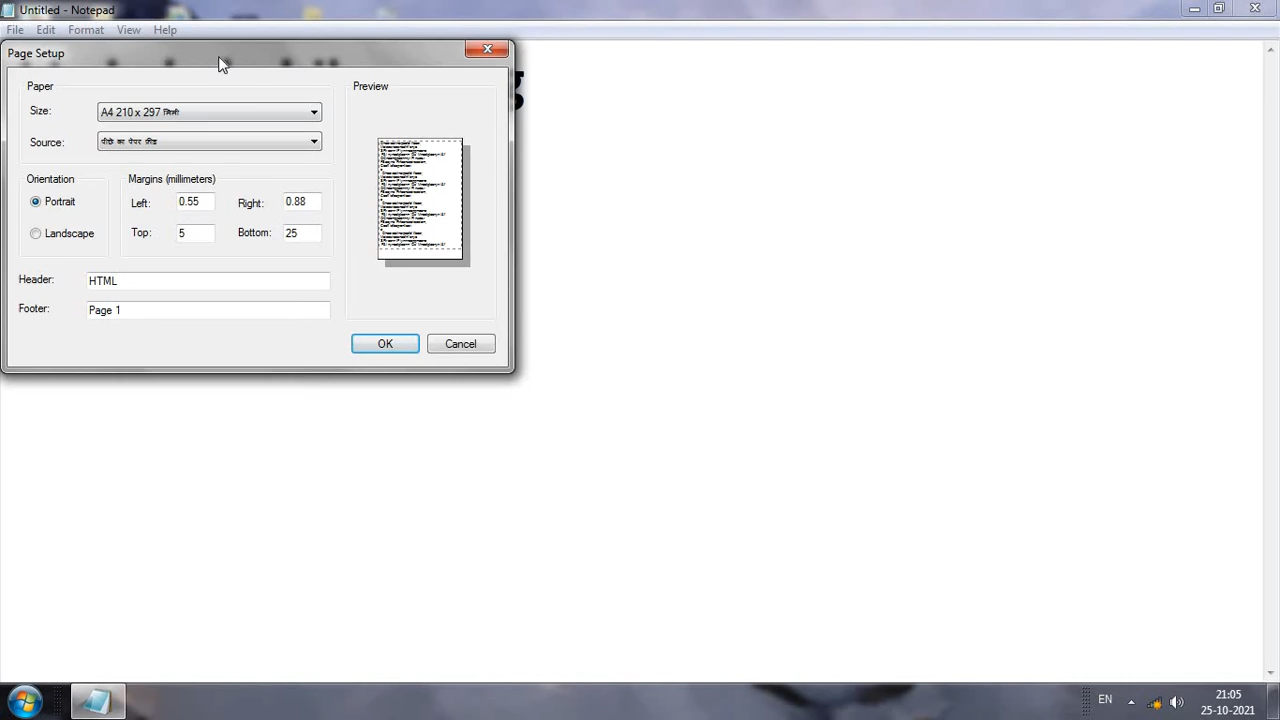 Untitled - Notepad
File Edit Format View Help
Page Setup
Paper
Size: A4 210 x 297 मिमी
Source: पीछे का पेपर फ़ीड
Orientation
Portrait
Landscape
Margins (millimeters)
Left: 0.55 Right: 0.88
Top: 5 Bottom: 25
Header: HTML
Footer: Page 1
Preview
OK Cancel
EN 21:05
25-10-2021